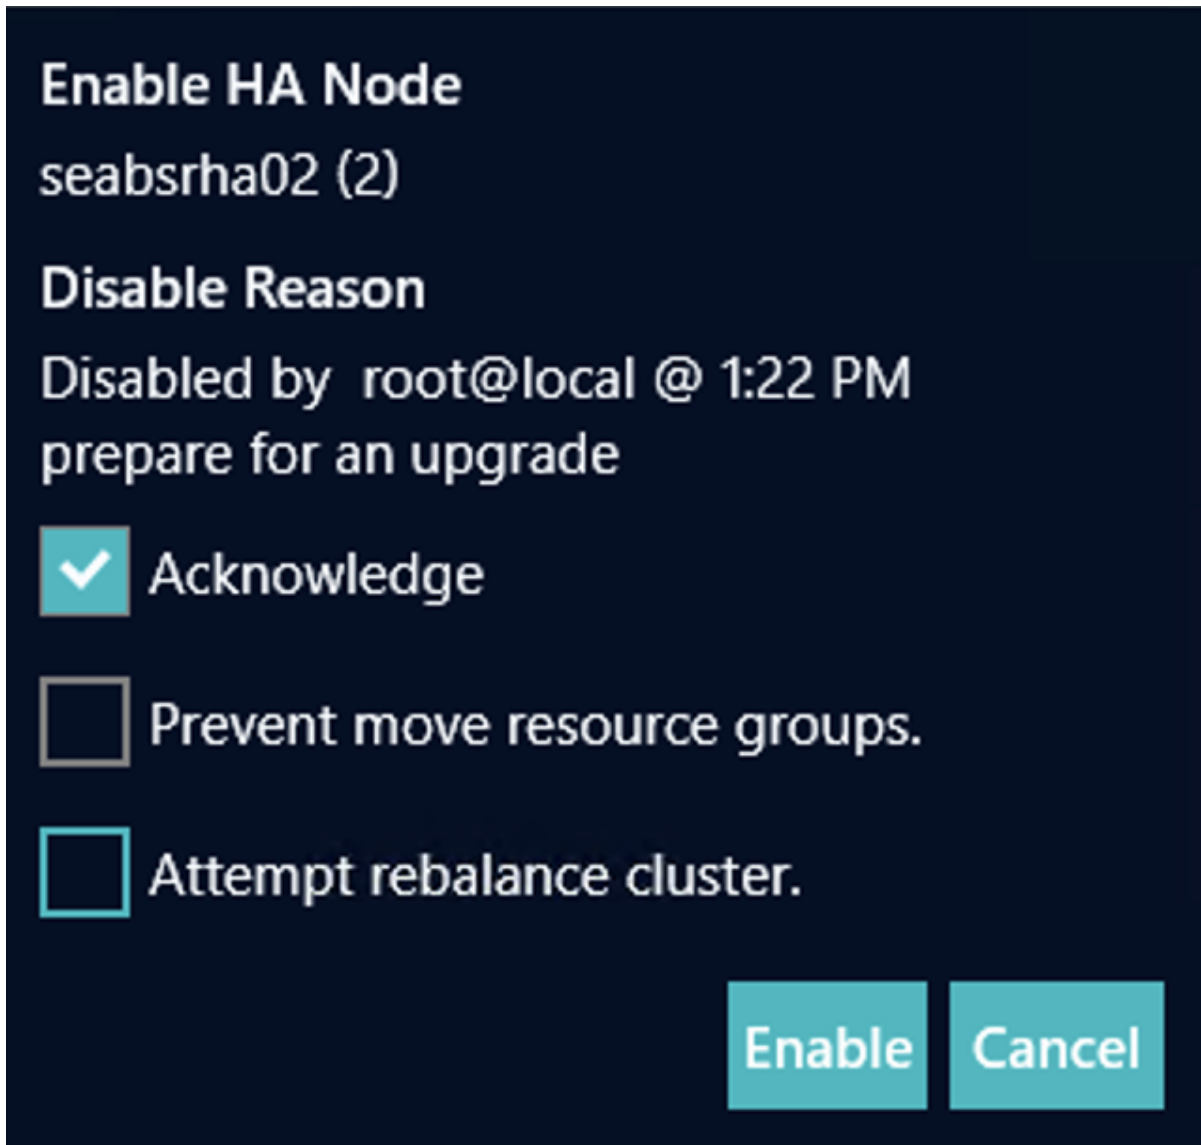 Enable HA Node
seabsrha02 (2)
Disable Reason
Disabled by  root@local @ 1:22 PM
prepare for an upgrade
Acknowledge
Prevent move resource groups.
Attempt rebalance cluster.
Enable Cancel